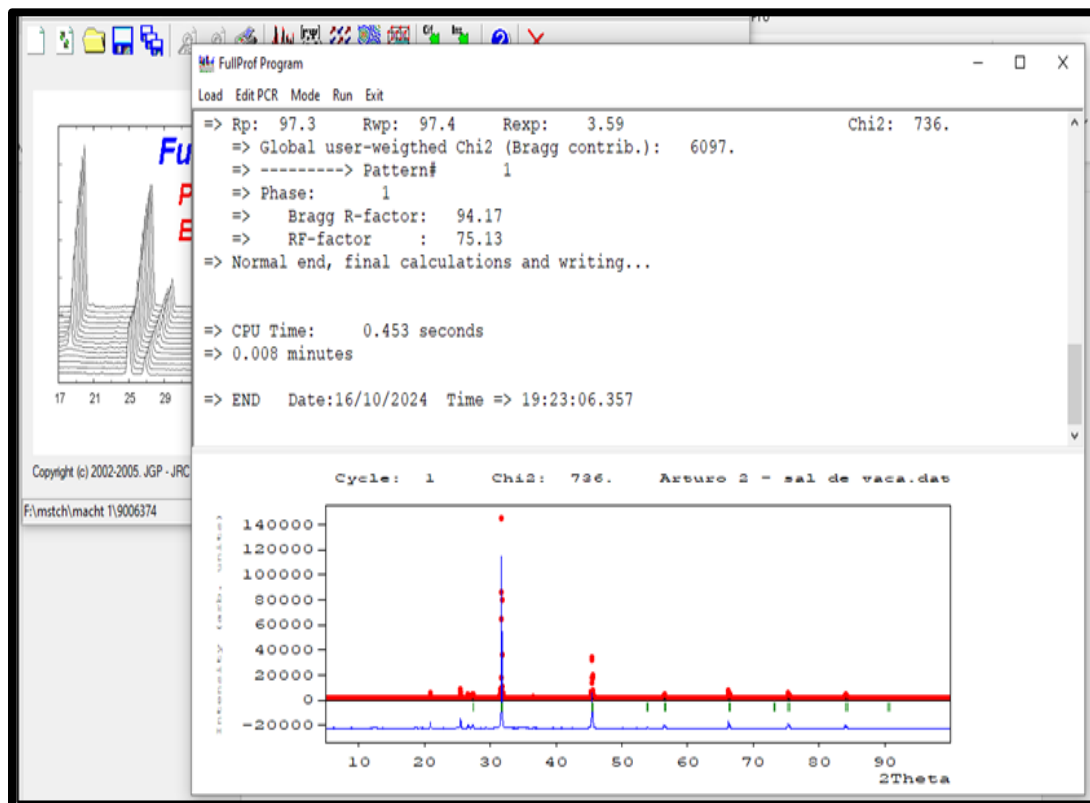 FullProf Program
Load Edit PCR Mode Run Exit
=> Rp: 97.3 Rwp: 97.4 Rexp: 3.59 Chi2: 736.
=> Global user-weigthed Chi2 (Bragg contrib.): 6097.
=> ---------> Pattern# 1
=> Phase: 1
=> Bragg R-factor: 94.17
=> RF-factor : 75.13
=> Normal end, final calculations and writing...
=> CPU Time: 0.453 seconds
=> 0.008 minutes
=> END Date:16/10/2024 Time => 19:23:06.357
Fu
P
E
17 21 25 29
Copyright (c) 2002-2005. JGP - JRC
F:\mstch\macht 1\9006374
Cycle: 1 Chi2: 736. Arturo 2 - sal de vaca.dat
Intensity (arb. units)
140000
120000
100000
80000
60000
40000
20000
0
-20000
10 20 30 40 50 60 70 80 90
2Theta